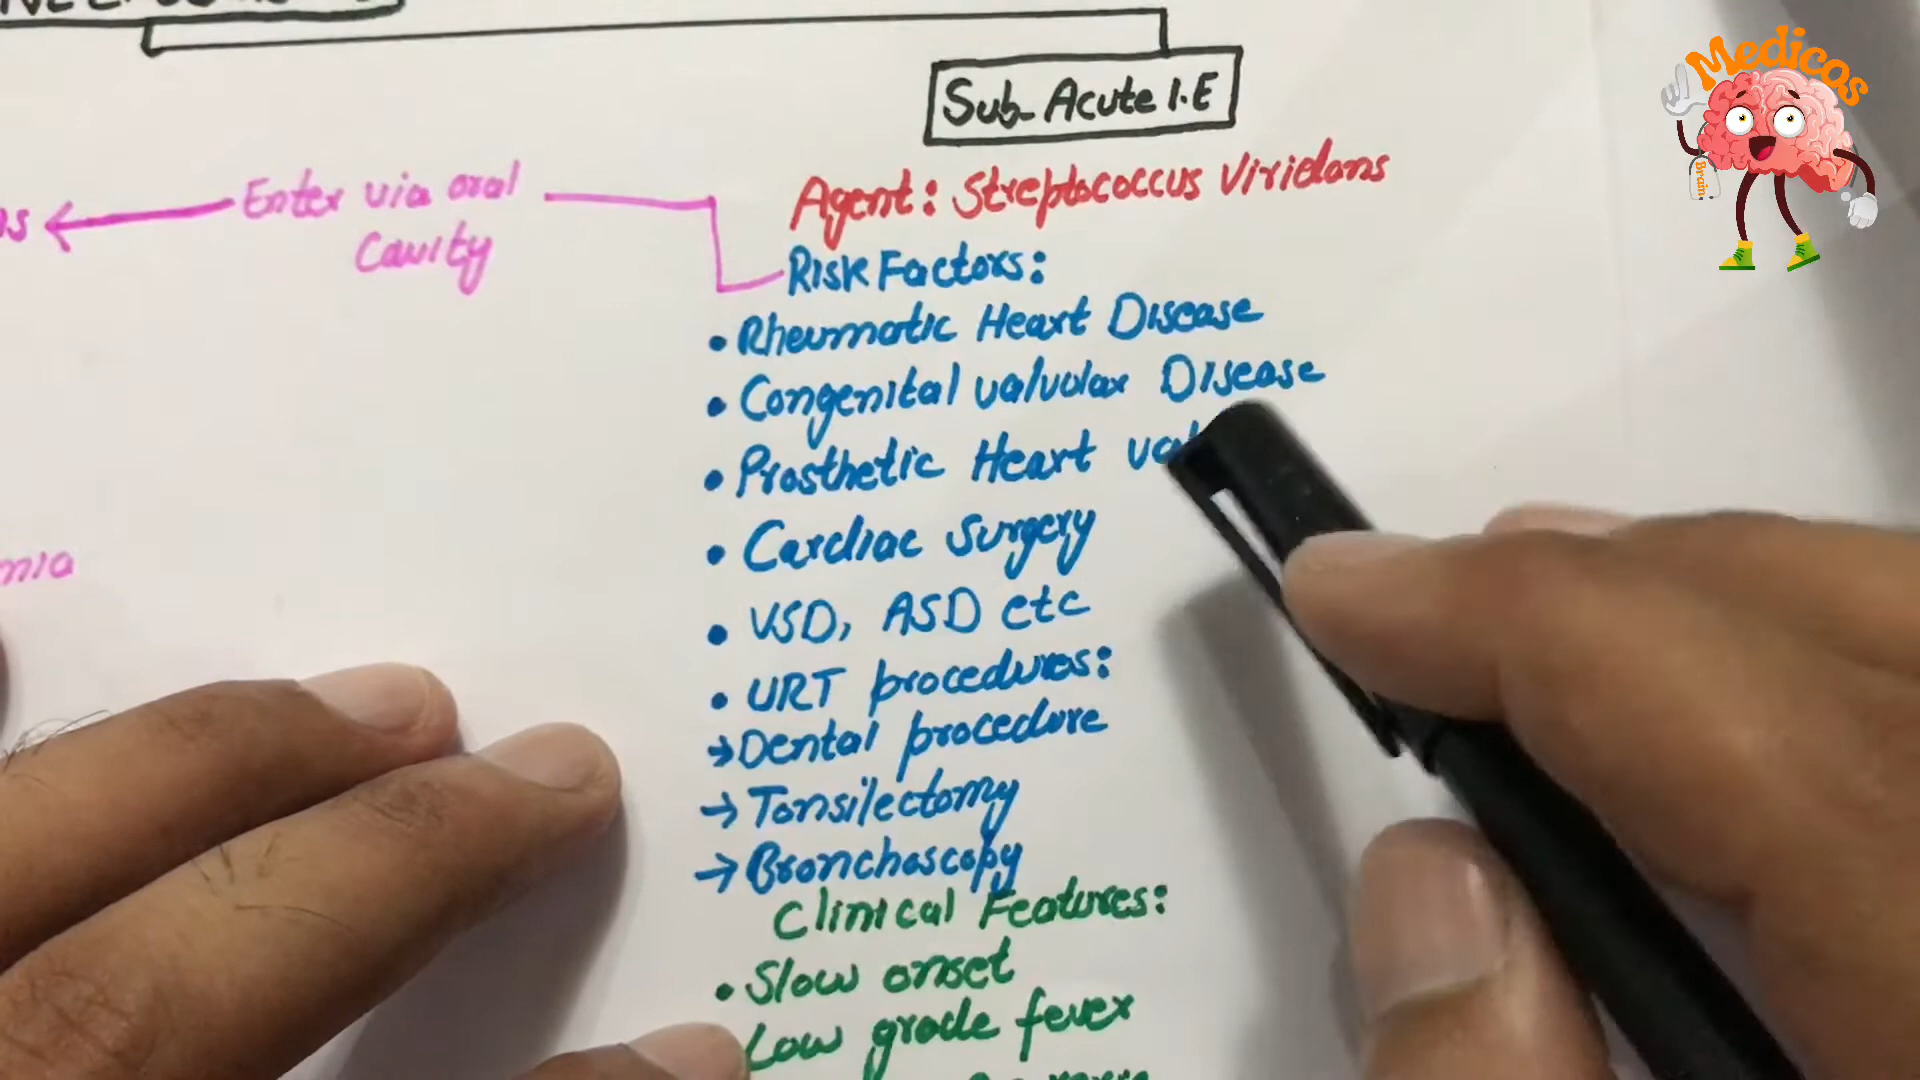 Medicos
Brain
Sub-Acute I.E
Enter via oral
Cavity
Agent: Streptococcus Viridans
Risk Factors:
• Rheumatic Heart Disease
• Congenital valvular Disease
• Prosthetic Heart
• Cardiac Surgery
• VSD, ASD etc
• URT procedures:
→ Dental procedure
→ Tonsilectomy
→ Bronchoscopy
Clinical Features:
• Slow onset
Low grade fever